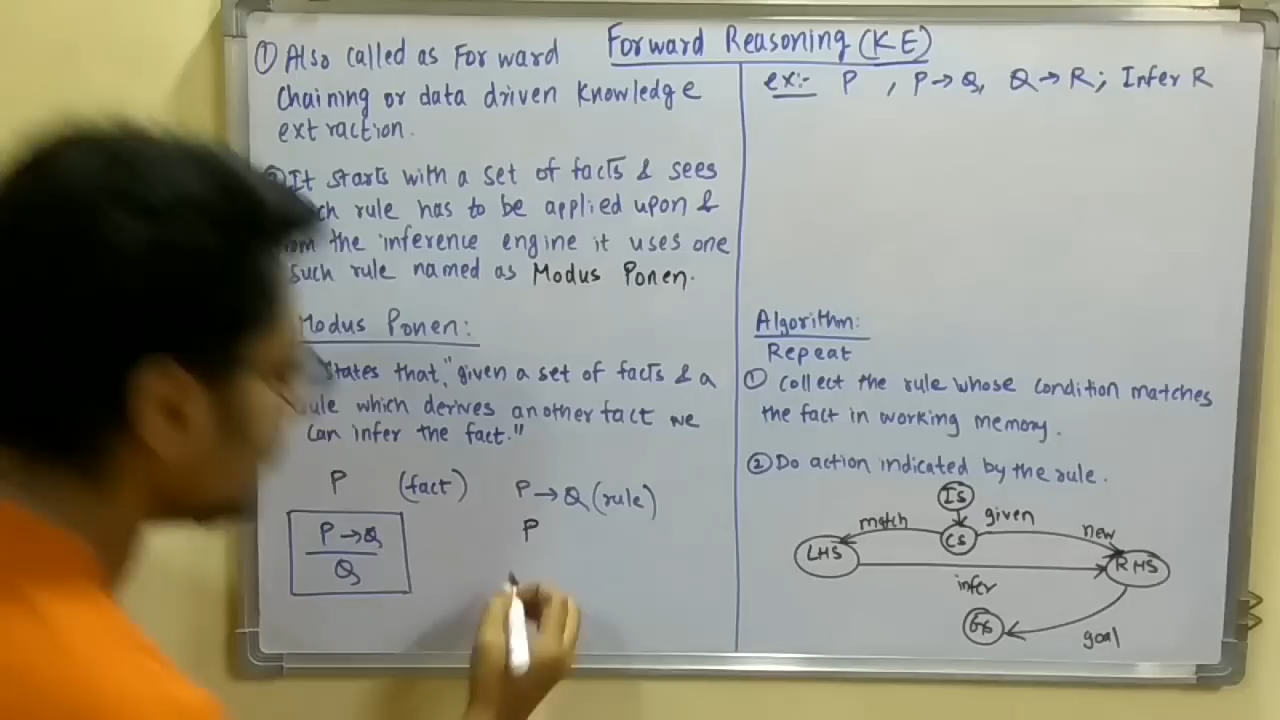 Forward Reasoning (KE)
① Also called as Forward
chaining or data driven Knowledge
extraction.
It starts with a set of facts & sees
rule has to be applied upon &
the inference engine it uses one
such rule named as Modus Ponen.
Modus Ponen:
States that, "given a set of facts & a
which derives another fact we
can infer the fact."
P (fact)
P → Q
Q
P → Q (rule)
P
ex:- P , P → Q, Q → R; Infer R
Algorithm:
Repeat
① Collect the rule whose condition matches
the fact in working memory.
② Do action indicated by the rule.
IS
match CS given new
LHS RHS
infer
GS goal